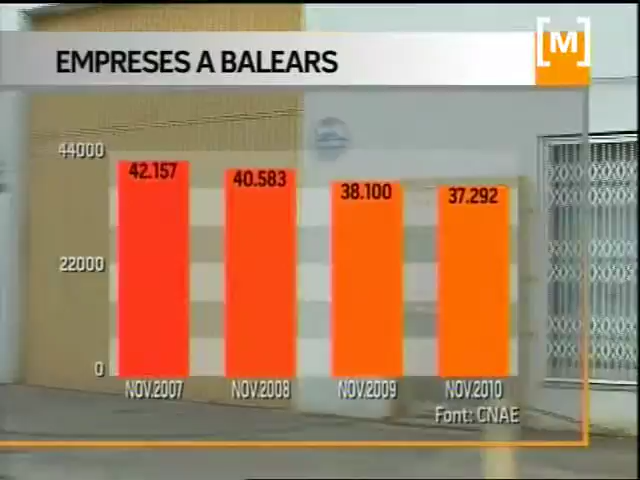 EMPRESES A BALEARS
[M]
44000
22000
0
42.157
40.583
38.100
37.292
NOV.2007
NOV.2008
NOV.2009
NOV.2010
Font: CNAE